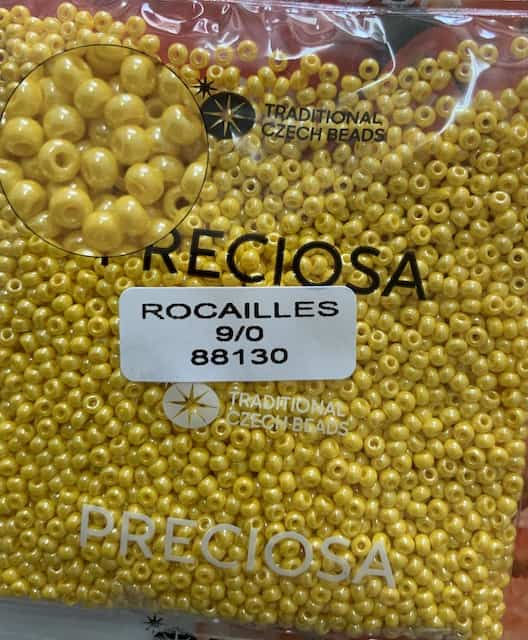 TRADITIONAL
CZECH BEADS
PRECIOSA
ROCAILLES
9/0
88130
TRADITIONAL
CZECH BEADS
PRECIOSA